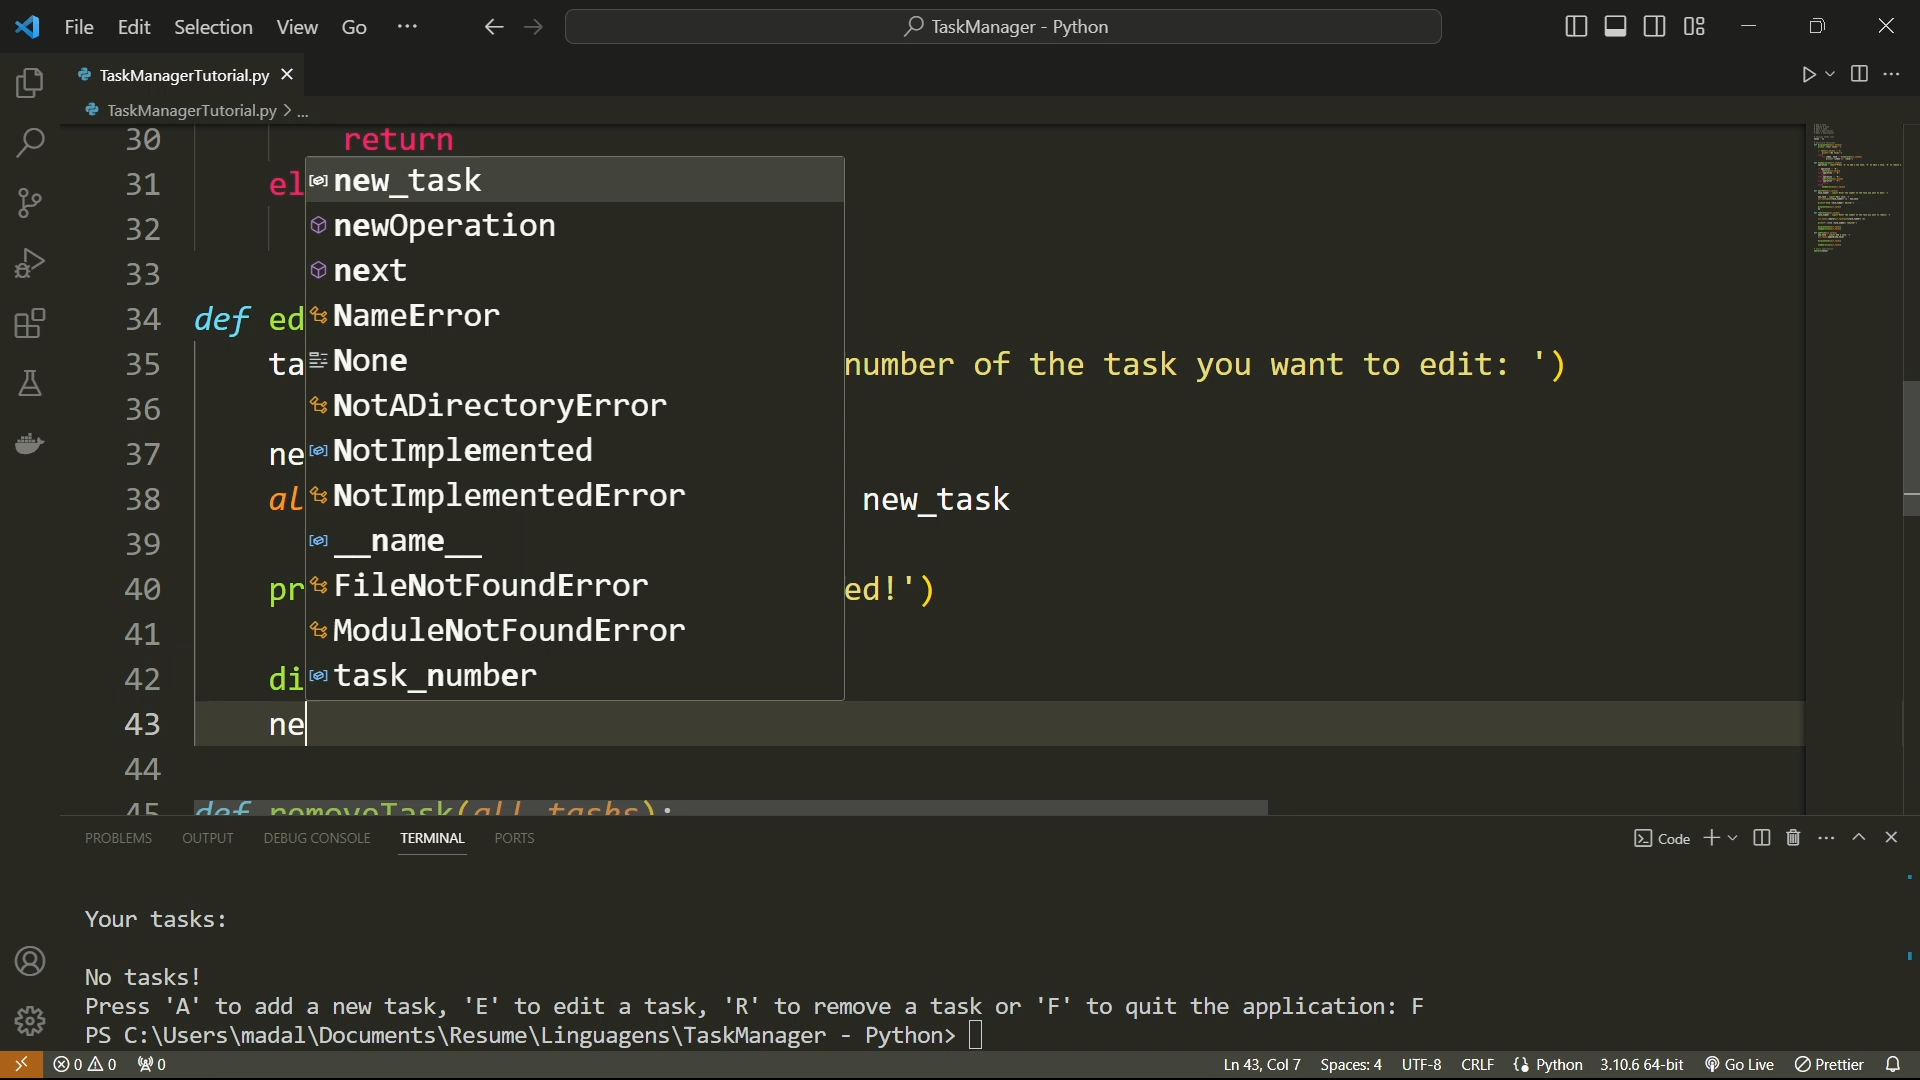 File Edit Selection View Go ··· TaskManager - Python
TaskManagerTutorial.py
TaskManagerTutorial.py > ...
30 return
31 el
32
33
34 def ed
35 ta number of the task you want to edit: ')
36
37 ne
38 al new_task
39
40 pr ed!')
41
42 di
43 ne
44
45 def removeTask(all_tasks):
new_task
newOperation
next
NameError
None
NotADirectoryError
NotImplemented
NotImplementedError
__name__
FileNotFoundError
ModuleNotFoundError
task_number
PROBLEMS OUTPUT DEBUG CONSOLE TERMINAL PORTS Code
Your tasks:
No tasks!
Press 'A' to add a new task, 'E' to edit a task, 'R' to remove a task or 'F' to quit the application: F
PS C:\Users\madal\Documents\Resume\Linguagens\TaskManager - Python>
0 0 0 Ln 43, Col 7 Spaces: 4 UTF-8 CRLF {} Python 3.10.6 64-bit Go Live Prettier